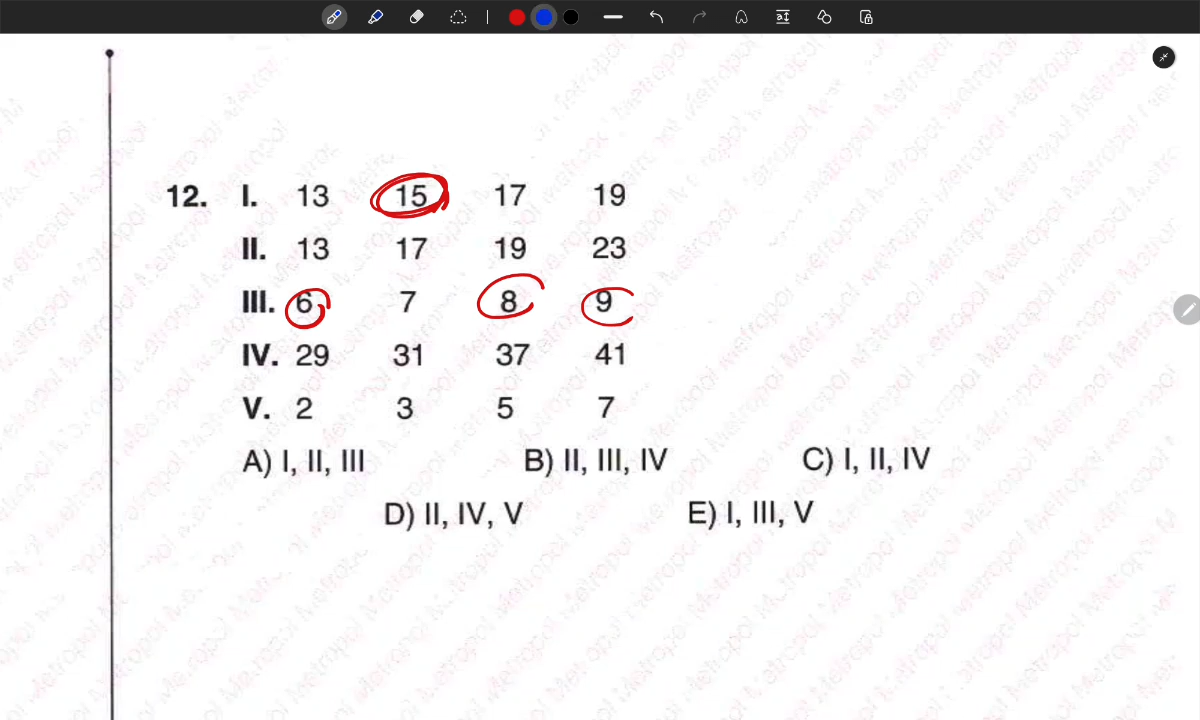 12. I. 13 15 17 19
II. 13 17 19 23
III. 6 7 8 9
IV. 29 31 37 41
V. 2 3 5 7
A) I, II, III B) II, III, IV C) I, II, IV
D) II, IV, V E) I, III, V
Metropol